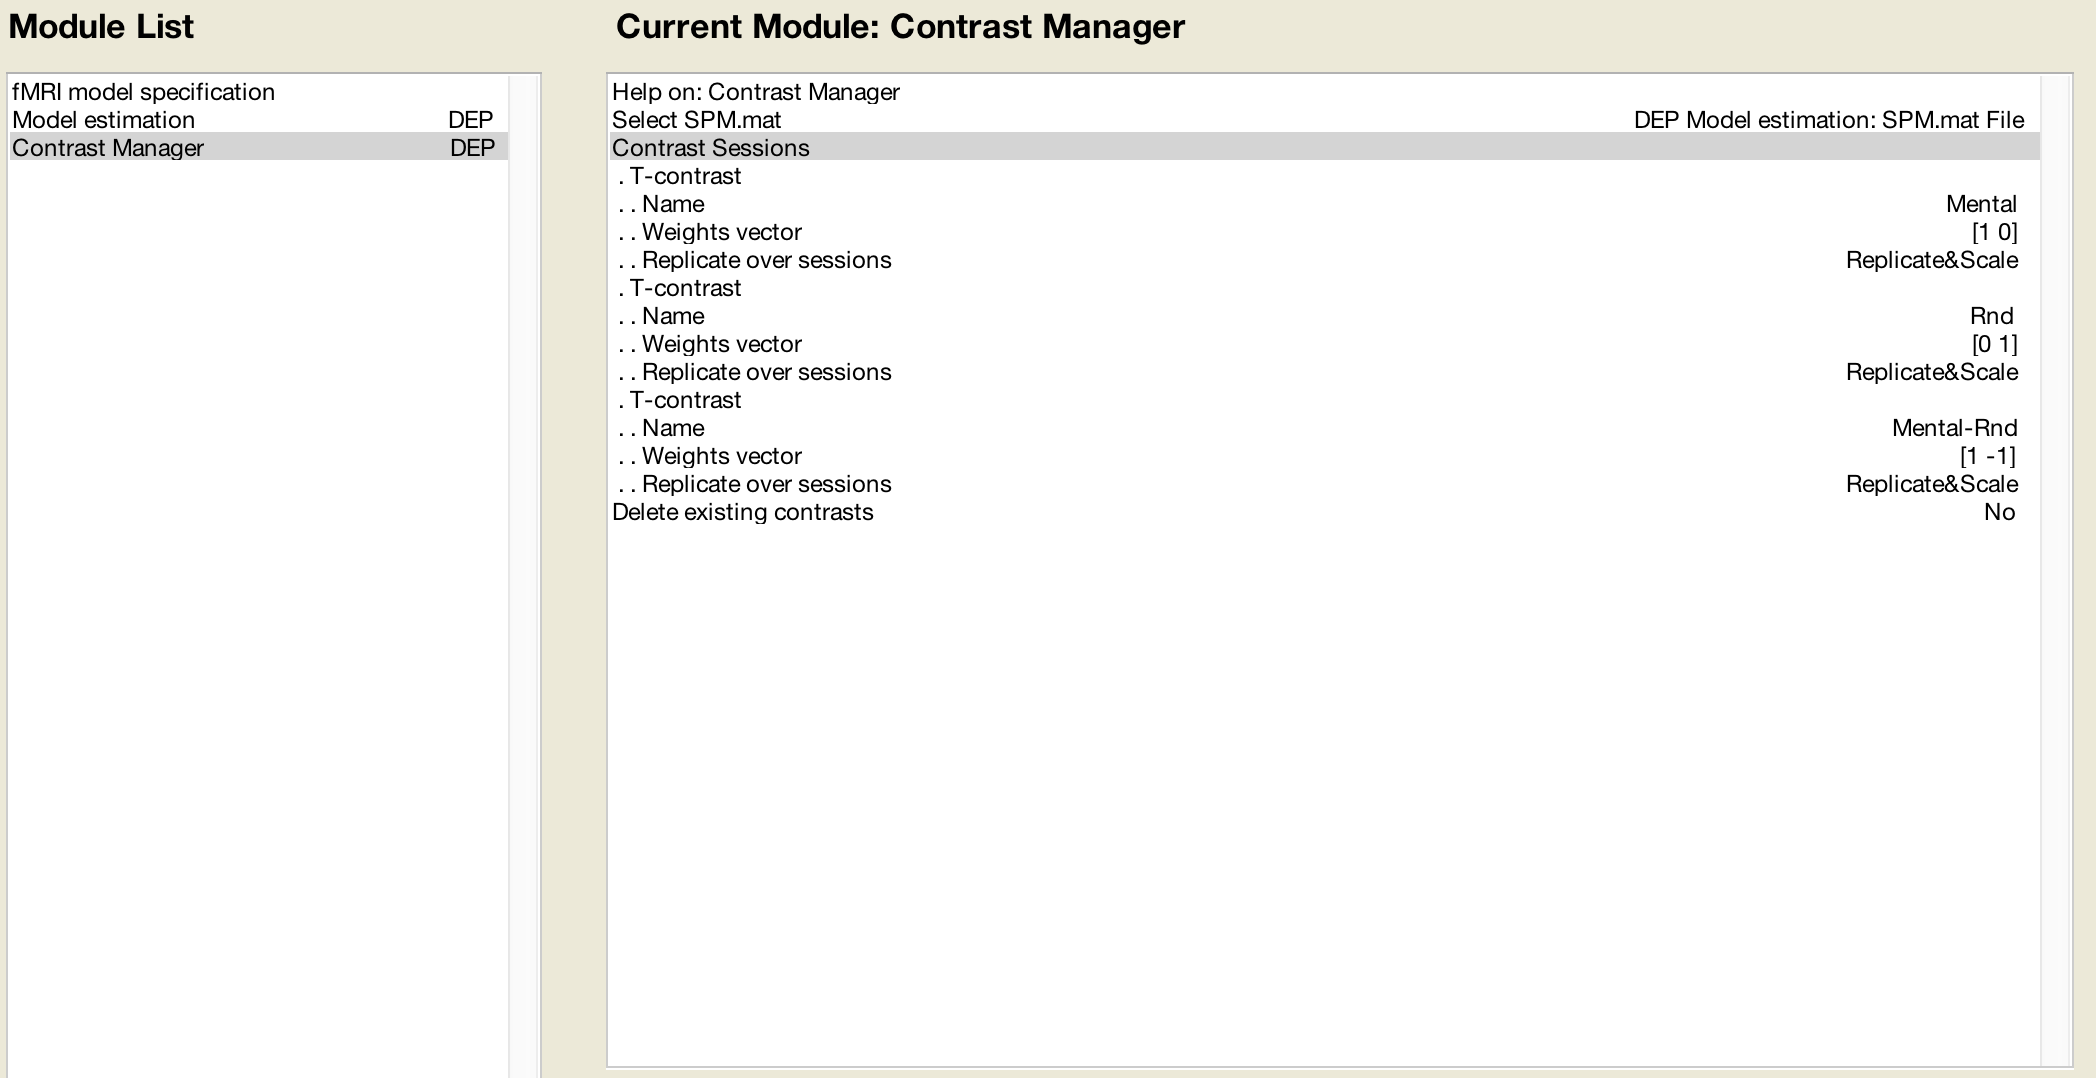 Module List
fMRI model specification
Model estimation DEP
Contrast Manager DEP
Current Module: Contrast Manager
Help on: Contrast Manager
Select SPM.mat DEP Model estimation: SPM.mat File
Contrast Sessions
. T-contrast
. . Name Mental
. . Weights vector [1 0]
. . Replicate over sessions Replicate&Scale
. T-contrast
. . Name Rnd
. . Weights vector [0 1]
. . Replicate over sessions Replicate&Scale
. T-contrast
. . Name Mental-Rnd
. . Weights vector [1 -1]
. . Replicate over sessions Replicate&Scale
Delete existing contrasts No